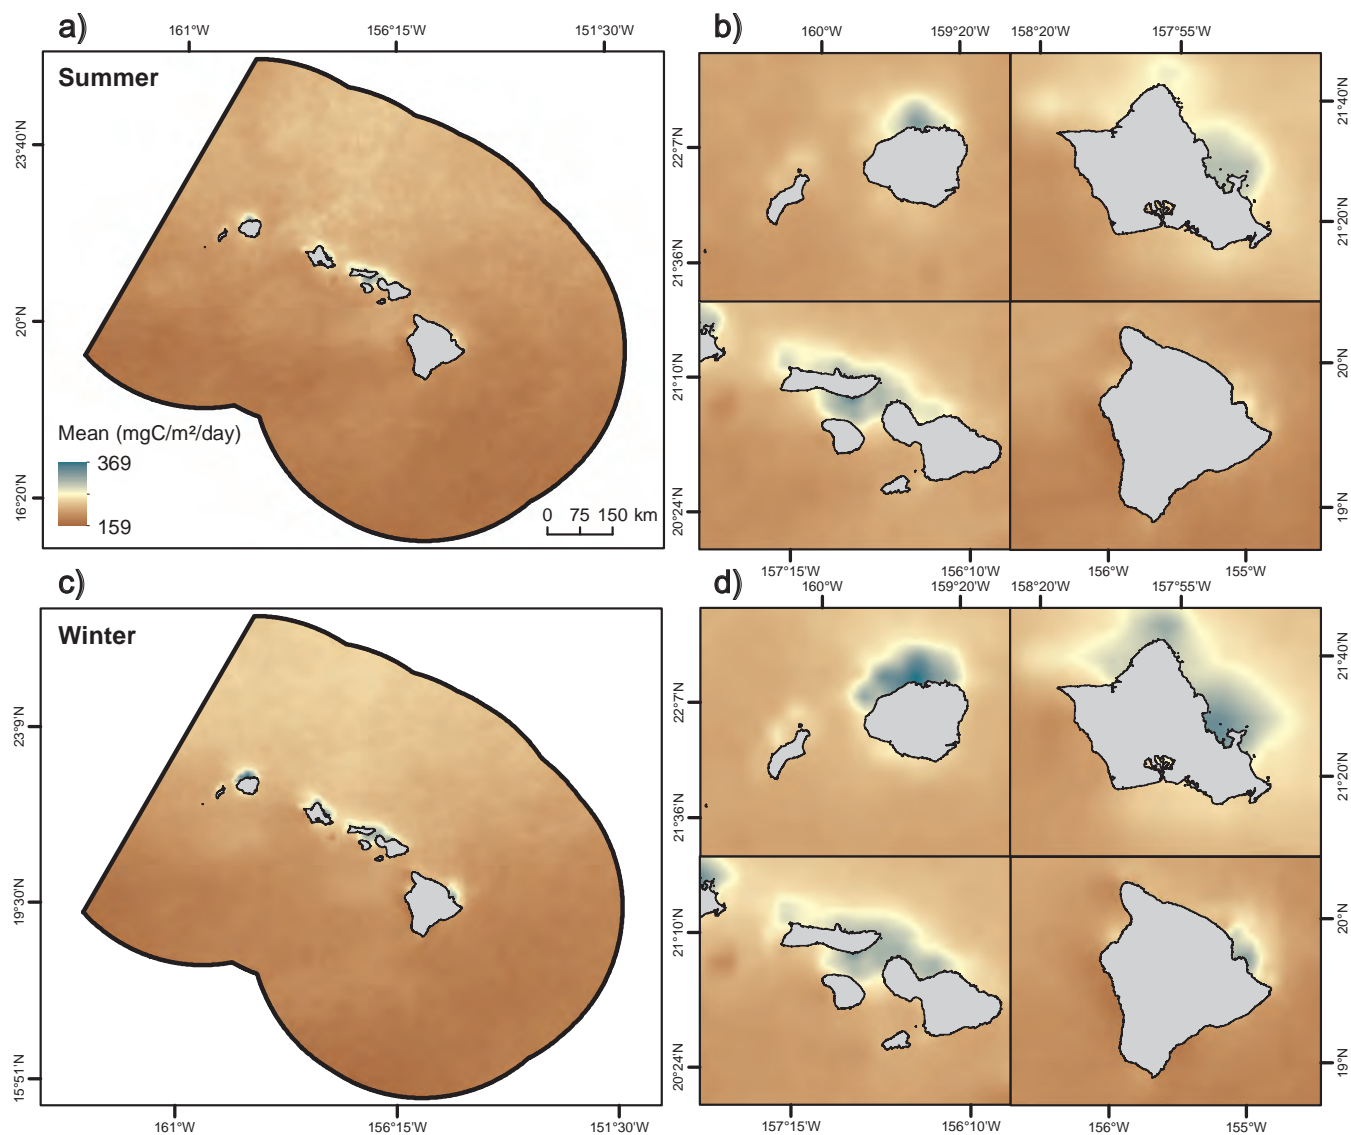 a)
161°W 156°15'W 151°30'W
Summer
23°40'N
20°N
16°20'N
Mean (mgC/m²/day)
369
159
0 75 150 km
b)
160°W 159°20'W 158°20'W 157°55'W
22°7'N
21°36'N
21°40'N
21°20'N
21°10'N
20°24'N
20°N
19°N
157°15'W 156°10'W 156°W 155°W
c)
Winter
23°9'N
19°30'N
15°51'N
161°W 156°15'W 151°30'W
d)
160°W 159°20'W 158°20'W 157°55'W
22°7'N
21°36'N
21°40'N
21°20'N
21°10'N
20°24'N
20°N
19°N
157°15'W 156°10'W 156°W 155°W